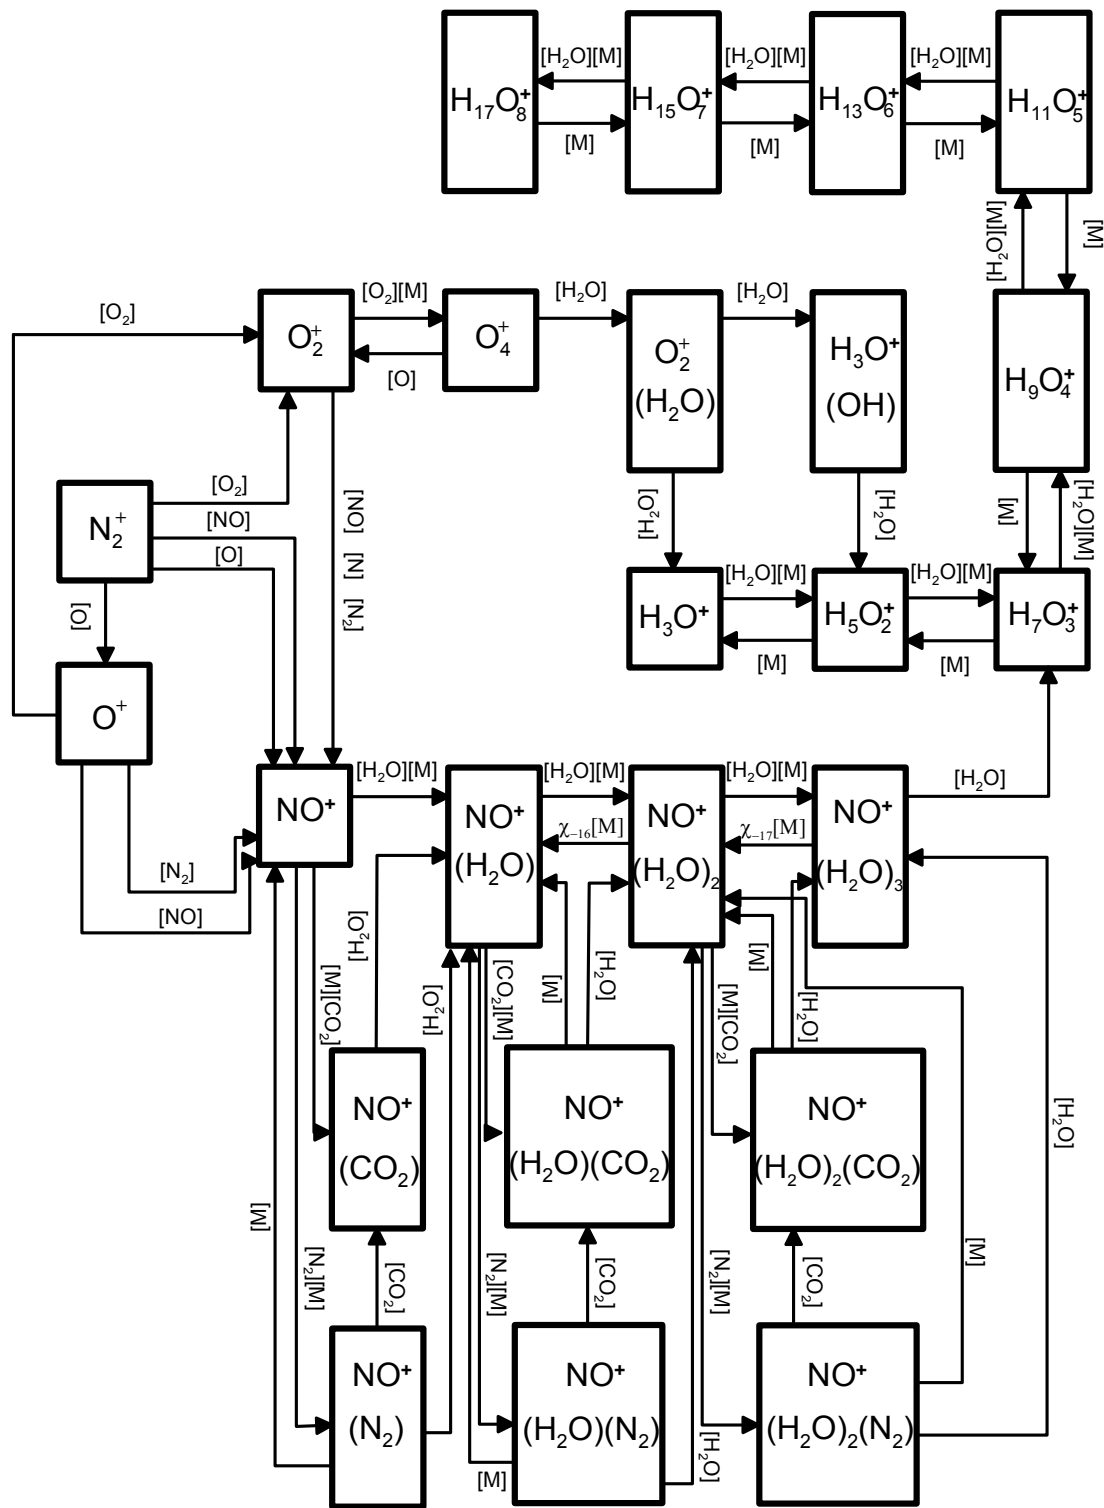 [H₂O][M] [H₂O][M] [H₂O][M]
H₁₇O₈⁺ H₁₅O₇⁺ H₁₃O₆⁺ H₁₁O₅⁺
[M] [M] [M]
[H₂O][M] [M]
[O₂] [O₂][M] [H₂O] [H₂O]
O₂⁺ O₄⁺ O₂⁺ H₃O⁺ H₉O₄⁺
[O]
(H₂O) (OH)
[O₂] [H₂O] [H₂O] [M] [H₂O][M]
N₂⁺ [NO] [NO] [N] [N₂]
[O]
[O] [H₂O][M] [H₂O][M]
H₃O⁺ H₅O₂⁺ H₇O₃⁺
[M] [M]
O⁺
[H₂O][M] [H₂O][M] [H₂O][M] [H₂O]
NO⁺ NO⁺ NO⁺ NO⁺
χ₋₁₆[M] χ₋₁₇[M]
(H₂O) (H₂O)₂ (H₂O)₃
[N₂]
[NO]
[H₂O] [M][CO₂] [H₂O] [CO₂][M] [M] [H₂O] [M][CO₂] [M] [H₂O]
NO⁺ NO⁺ NO⁺ [H₂O]
(CO₂) (H₂O)(CO₂) (H₂O)₂(CO₂)
[M] [N₂][M] [CO₂] [N₂][M] [CO₂] [N₂][M] [CO₂] [M]
NO⁺ NO⁺ NO⁺
(N₂) (H₂O)(N₂) (H₂O)₂(N₂)
[M] [H₂O]